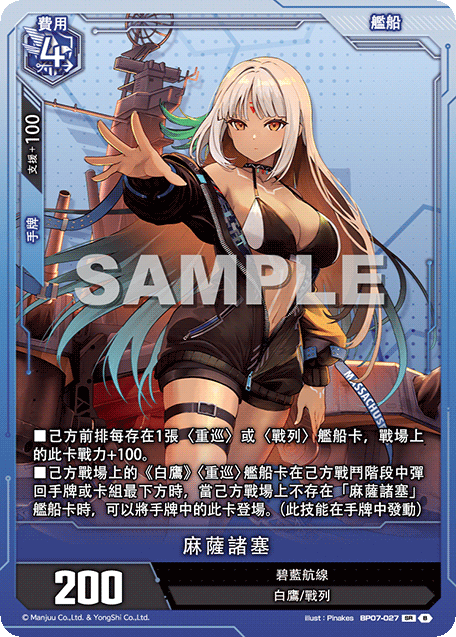 費用
4
艦船
支援+100
手牌
SAMPLE
MASSACHUS
■己方前排每存在1張〈重巡〉或〈戰列〉艦船卡，戰場上
的此卡戰力+100。
■己方戰場上的《白鷹》〈重巡〉艦船卡在己方戰鬥階段中彈
回手牌或卡組最下方時，當己方戰場上不存在「麻薩諸塞」
艦船卡時，可以將手牌中的此卡登場。（此技能在手牌中發動）
麻薩諸塞
200
碧藍航線
白鷹/戰列
© Manjuu Co.,Ltd. & YongShi Co.,Ltd.
illust : Pinakes BP07-027 SR B